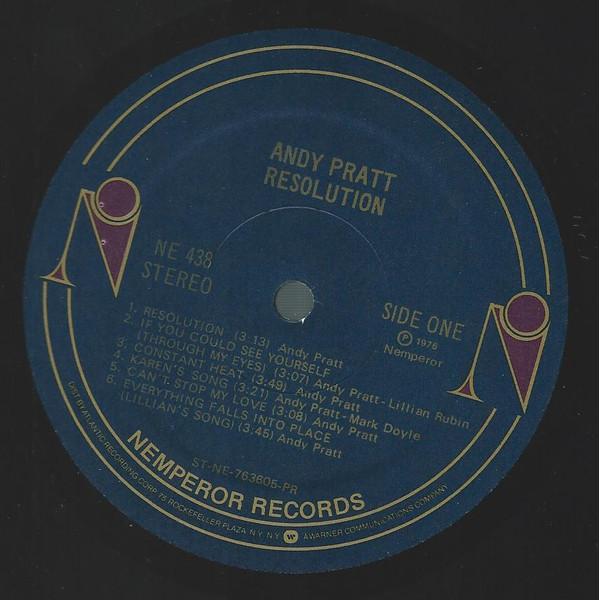 ANDY PRATT
RESOLUTION
NE 438
STEREO
SIDE ONE
Ⓟ 1976
Nemperor
1. RESOLUTION (3:13) Andy Pratt
2. IF YOU COULD SEE YOURSELF
(THROUGH MY EYES) (3:07) Andy Pratt-Lillian Rubin
3. CONSTANT HEAT (3:49) Andy Pratt
4. KAREN'S SONG (3:21) Andy Pratt-Mark Doyle
5. CAN'T STOP MY LOVE (3:08) Andy Pratt
6. EVERYTHING FALLS INTO PLACE
(LILLIAN'S SONG) (3:45) Andy Pratt
ST-NE-763805-PR
NEMPEROR RECORDS
DIST BY ATLANTIC RECORDING CORP. 75 ROCKEFELLER PLAZA. N.Y. N.Y. W A WARNER COMMUNICATIONS COMPANY